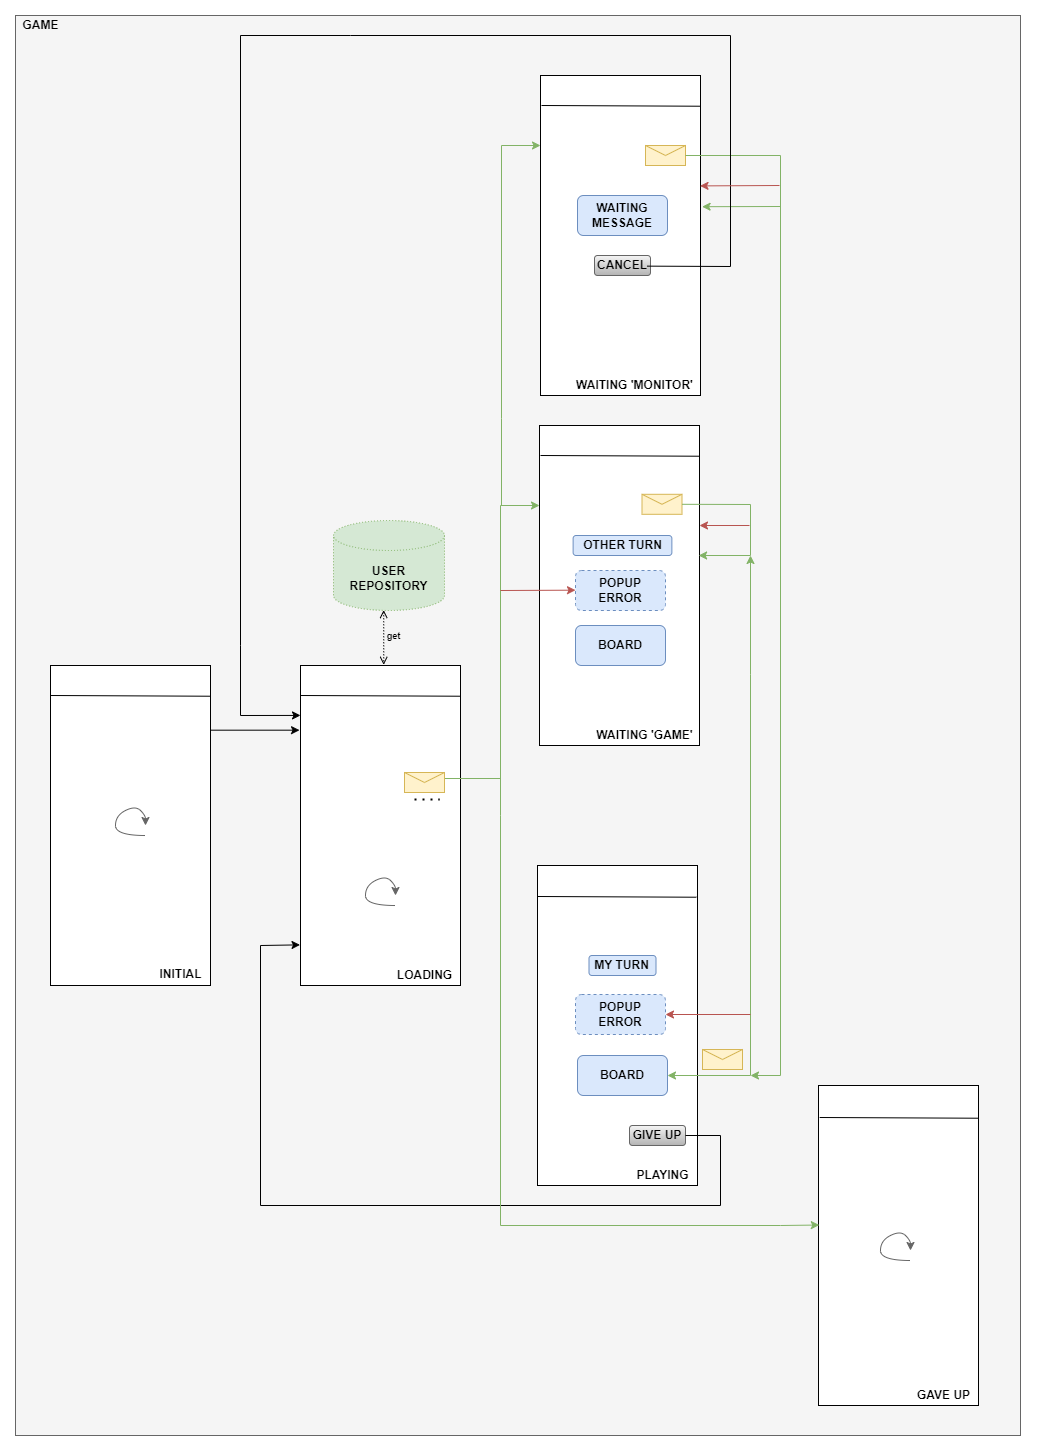 GAME
WAITING
MESSAGE
CANCEL
WAITING 'MONITOR'
OTHER TURN
POPUP
ERROR
BOARD
WAITING 'GAME'
USER
REPOSITORY
get
INITIAL
LOADING
MY TURN
POPUP
ERROR
BOARD
GIVE UP
PLAYING
GAVE UP